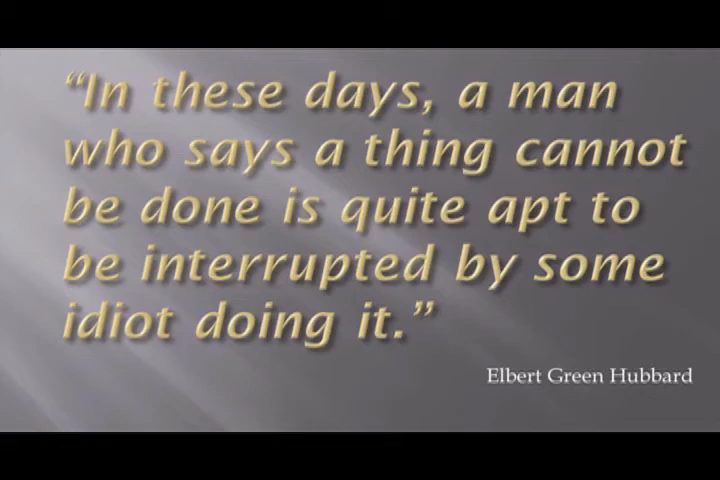 “In these days, a man
who says a thing cannot
be done is quite apt to
be interrupted by some
idiot doing it.”
Elbert Green Hubbard